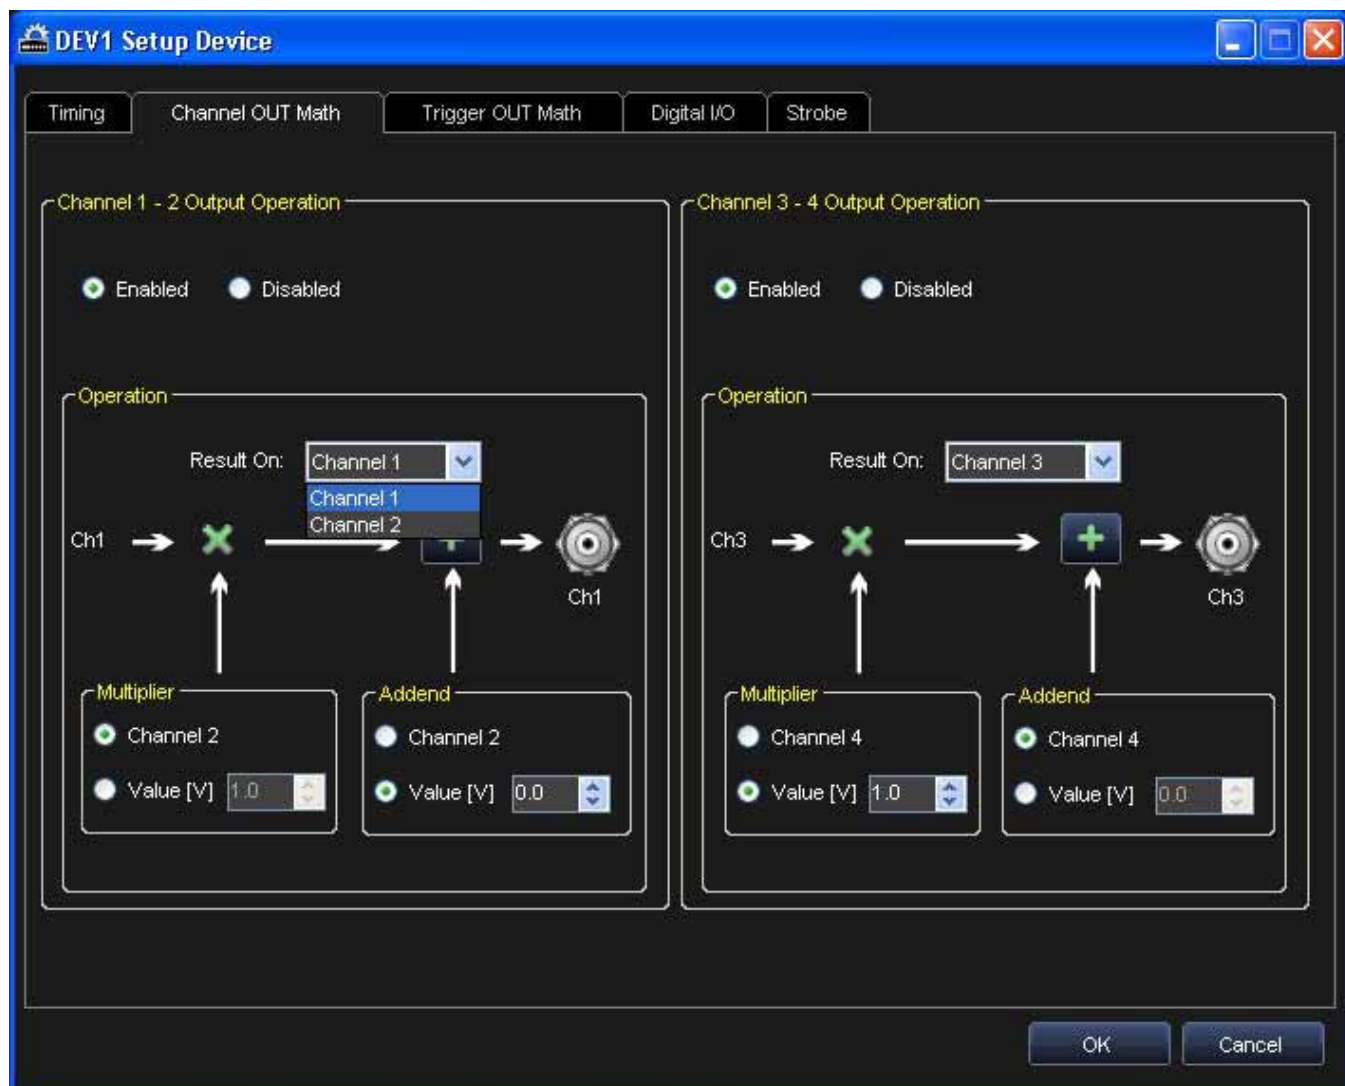 DEV1 Setup Device
Timing
Channel OUT Math
Trigger OUT Math
Digital I/O
Strobe
Channel 1 - 2 Output Operation
Enabled
Disabled
Operation
Result On:
Channel 1
Channel 1
Channel 2
Ch1
Ch1
Multiplier
Channel 2
Value [V]
1.0
Addend
Channel 2
Value [V]
0.0
Channel 3 - 4 Output Operation
Enabled
Disabled
Operation
Result On:
Channel 3
Ch3
Ch3
Multiplier
Channel 4
Value [V]
1.0
Addend
Channel 4
Value [V]
0.0
OK
Cancel